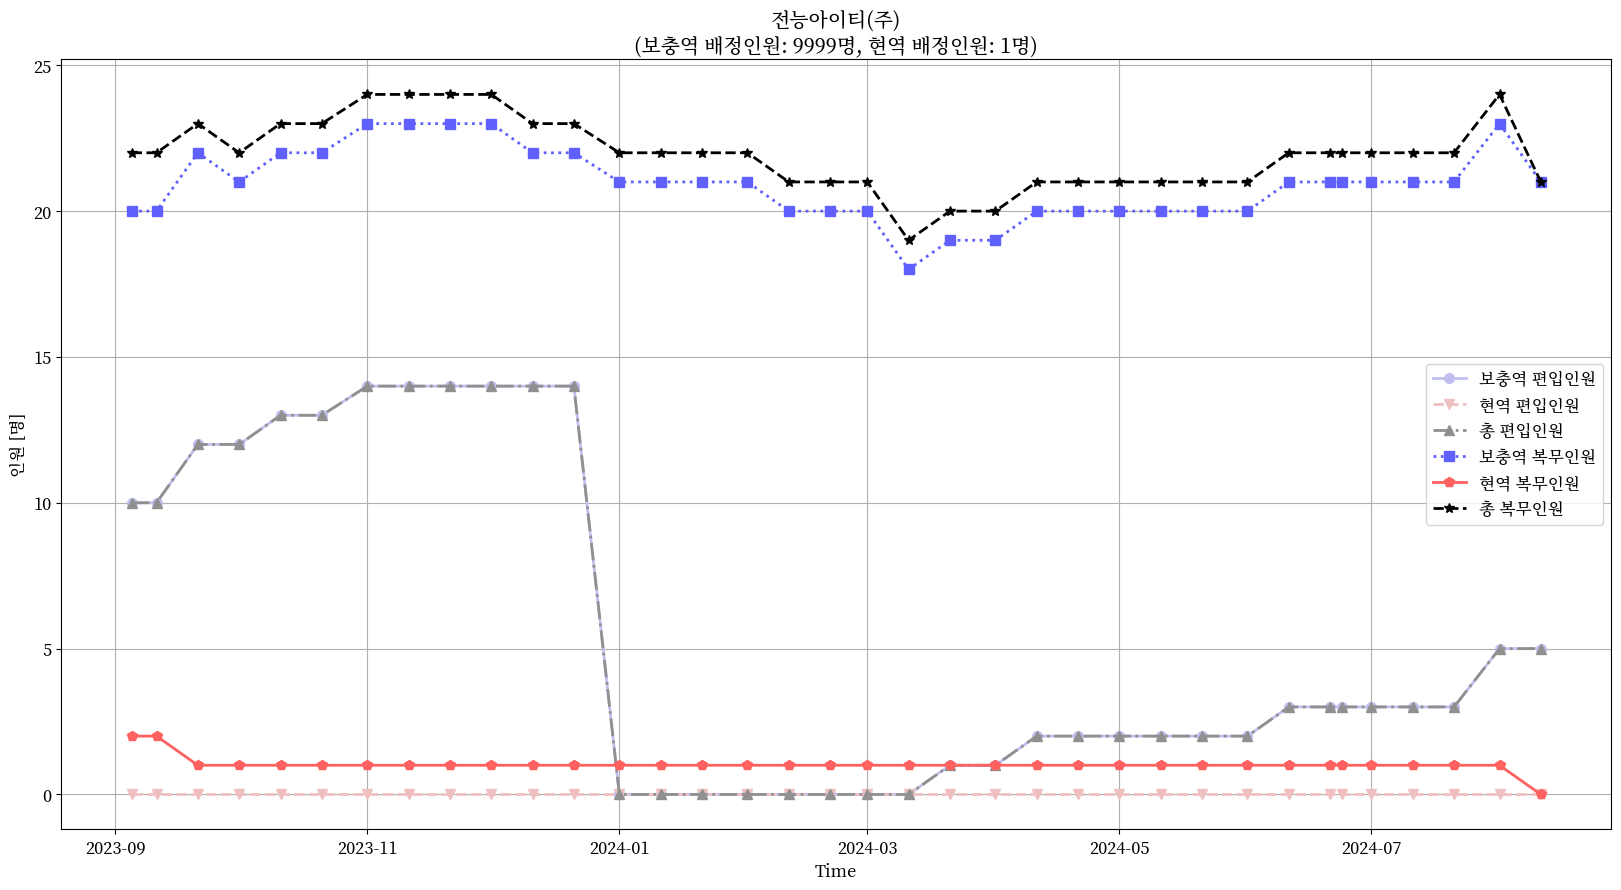 전능아이티(주)
(보충역 배정인원: 9999명, 현역 배정인원: 1명)
25
20
15
10
5
0
인원 [명]
보충역 편입인원
현역 편입인원
총 편입인원
보충역 복무인원
현역 복무인원
총 복무인원
2023-09
2023-11
2024-01
2024-03
2024-05
2024-07
Time